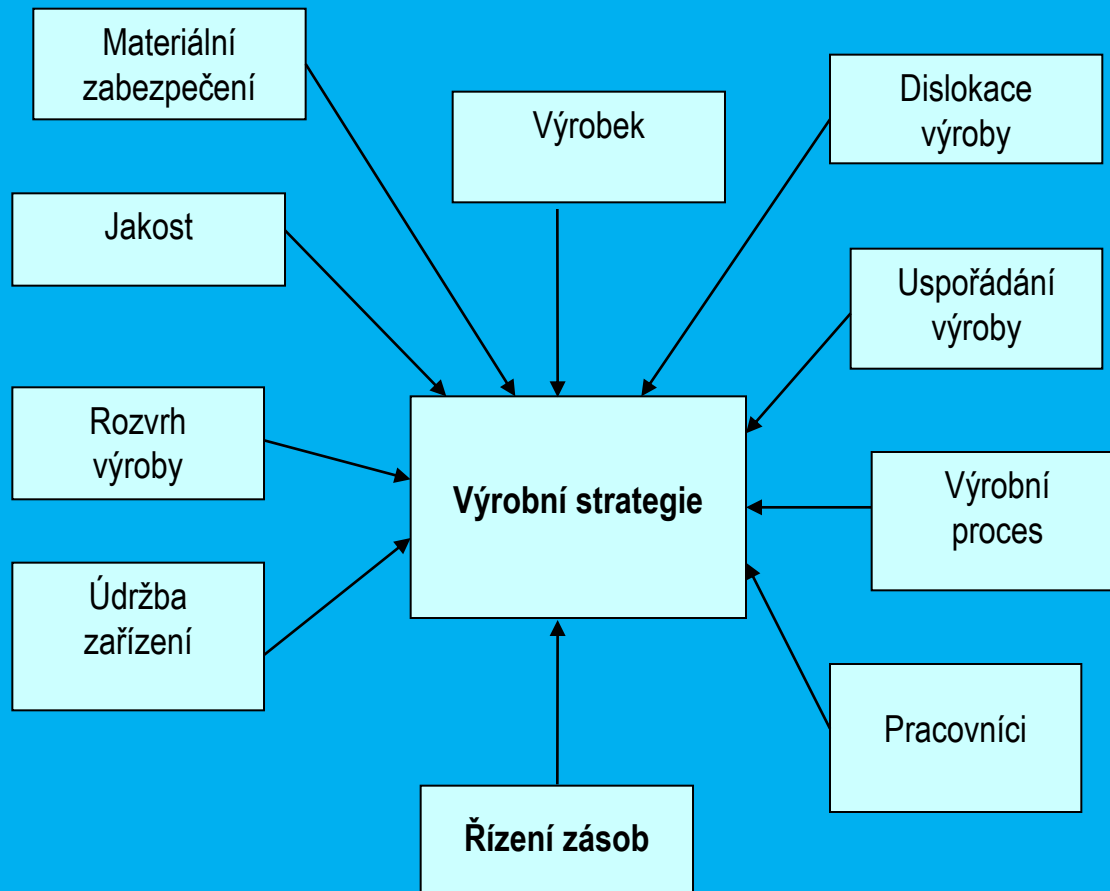 Materiální
zabezpečení
Výrobek
Dislokace
výroby
Jakost
Uspořádání
výroby
Rozvrh
výroby
Výrobní strategie
Výrobní
proces
Údržba
zařízení
Pracovníci
Řízení zásob